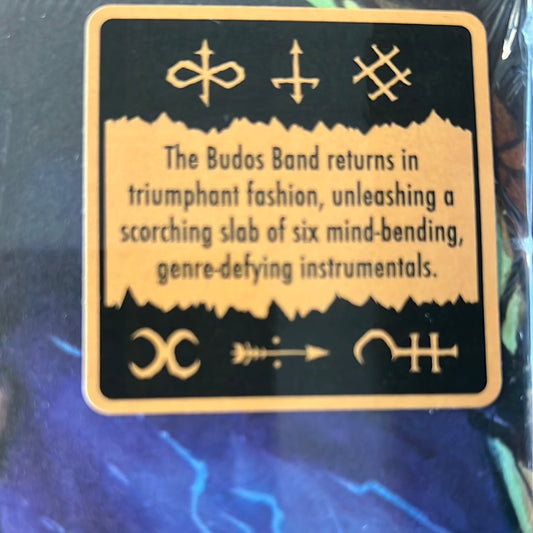 The Budos Band returns in
triumphant fashion, unleashing a
scorching slab of six mind-bending,
genre-defying instrumentals.